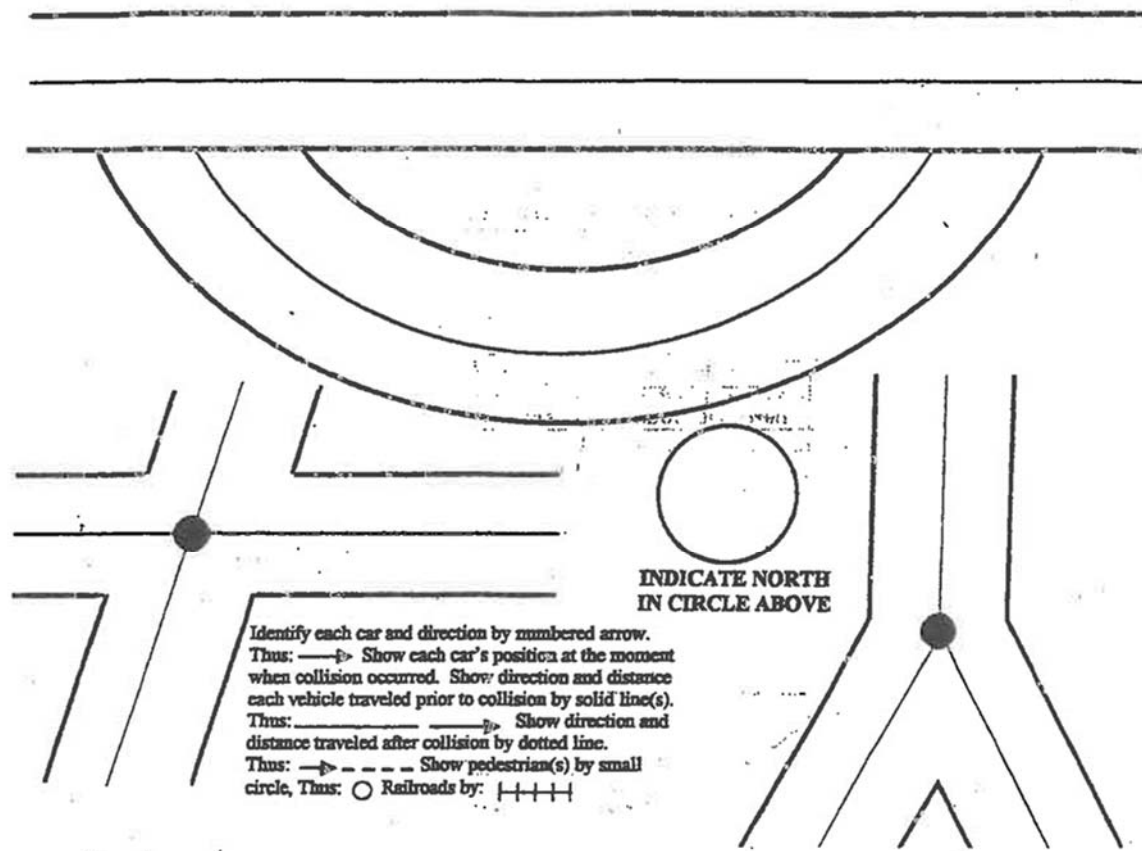 INDICATE NORTH
IN CIRCLE ABOVE
Identify each car and direction by numbered arrow.
Thus: Show each car's position at the moment
when collision occurred. Show direction and distance
each vehicle traveled prior to collision by solid line(s).
Thus: Show direction and
distance traveled after collision by dotted line.
Thus: Show pedestrian(s) by small
circle, Thus: Railroads by: